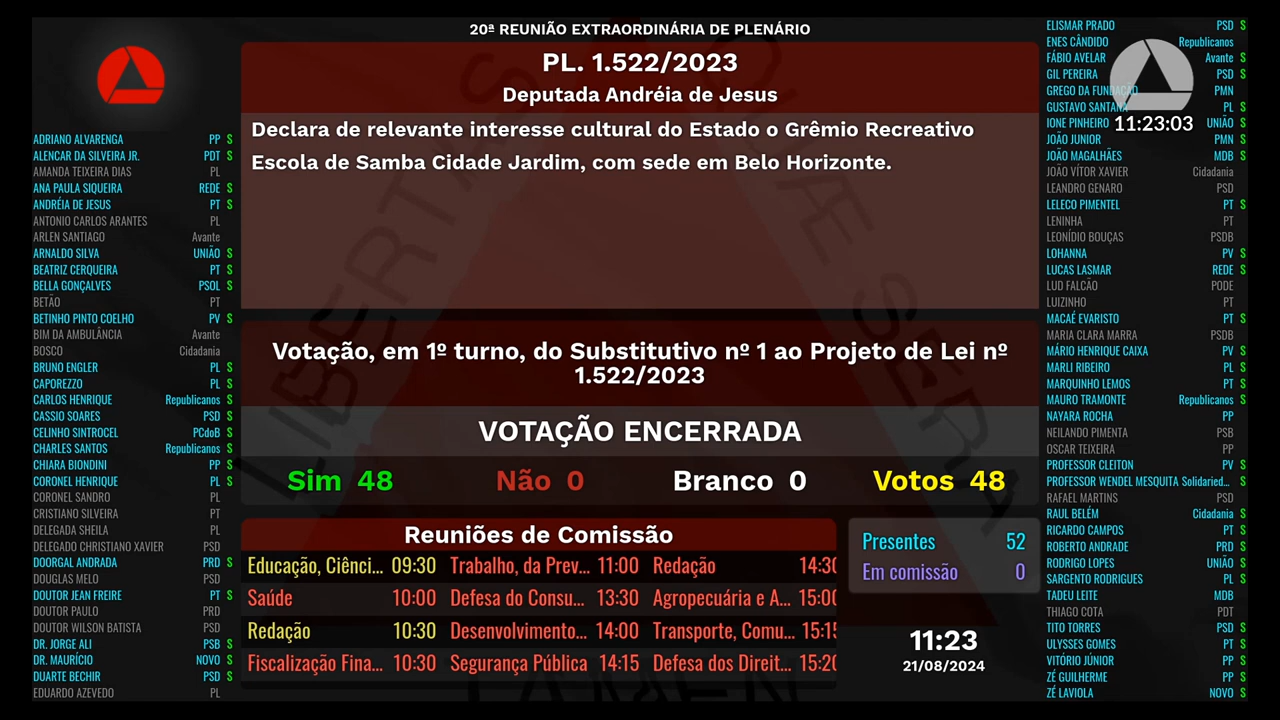 20ª REUNIÃO EXTRAORDINÁRIA DE PLENÁRIO
PL. 1.522/2023
Deputada Andréia de Jesus
Declara de relevante interesse cultural do Estado o Grêmio Recreativo
Escola de Samba Cidade Jardim, com sede em Belo Horizonte.
Votação, em 1º turno, do Substitutivo nº 1 ao Projeto de Lei nº
1.522/2023
VOTAÇÃO ENCERRADA
Sim 48 Não 0 Branco 0 Votos 48
Reuniões de Comissão
Educação, Ciênci... 09:30 Trabalho, da Prev... 11:00 Redação 14:30
Saúde 10:00 Defesa do Consu... 13:30 Agropecuária e A... 15:00
Redação 10:30 Desenvolvimento... 14:00 Transporte, Comu... 15:15
Fiscalização Fina... 10:30 Segurança Pública 14:15 Defesa dos Direit... 15:20
Presentes 52
Em comissão 0
11:23
21/08/2024
ADRIANO ALVARENGA PP S
ALENCAR DA SILVEIRA JR. PDT S
AMANDA TEIXEIRA DIAS PL
ANA PAULA SIQUEIRA REDE S
ANDRÉIA DE JESUS PT S
ANTONIO CARLOS ARANTES PL
ARLEN SANTIAGO Avante
ARNALDO SILVA UNIÃO S
BEATRIZ CERQUEIRA PT S
BELLA GONÇALVES PSOL S
BETÃO PT
BETINHO PINTO COELHO PV S
BIM DA AMBULÂNCIA Avante
BOSCO Cidadania
BRUNO ENGLER PL S
CAPOREZZO PL S
CARLOS HENRIQUE Republicanos S
CASSIO SOARES PSD S
CELINHO SINTROCEL PCdoB S
CHARLES SANTOS Republicanos S
CHIARA BIONDINI PP S
CORONEL HENRIQUE PL S
CORONEL SANDRO PL
CRISTIANO SILVEIRA PT
DELEGADA SHEILA PL
DELEGADO CHRISTIANO XAVIER PSD
DOORGAL ANDRADA PRD S
DOUGLAS MELO PSD
DOUTOR JEAN FREIRE PT S
DOUTOR PAULO PRD
DOUTOR WILSON BATISTA PSD
DR. JORGE ALI PSB S
DR. MAURÍCIO NOVO S
DUARTE BECHIR PSD S
EDUARDO AZEVEDO PL
ELISMAR PRADO PSD S
ENES CÂNDIDO Republicanos
FÁBIO AVELAR Avante S
GIL PEREIRA PSD S
GREGO DA FUNDAÇÃO PMN
GUSTAVO SANTANA PL S
IONE PINHEIRO UNIÃO S
11:23:03
JOÃO JUNIOR PMN S
JOÃO MAGALHÃES MDB S
JOÃO VÍTOR XAVIER Cidadania
LEANDRO GENARO PSD
LELECO PIMENTEL PT S
LENINHA PT
LEONÍDIO BOUÇAS PSDB
LOHANNA PV S
LUCAS LASMAR REDE S
LUD FALCÃO PODE
LUIZINHO PT
MACAÉ EVARISTO PT S
MARIA CLARA MARRA PSDB
MÁRIO HENRIQUE CAIXA PV S
MARLI RIBEIRO PL S
MARQUINHO LEMOS PT S
MAURO TRAMONTE Republicanos S
NAYARA ROCHA PP
NEILANDO PIMENTA PSB
OSCAR TEIXEIRA PP
PROFESSOR CLEITON PV S
PROFESSOR WENDEL MESQUITA Solidaried... S
RAFAEL MARTINS PSD
RAUL BELÉM Cidadania S
RICARDO CAMPOS PT S
ROBERTO ANDRADE PRD S
RODRIGO LOPES UNIÃO S
SARGENTO RODRIGUES PL S
TADEU LEITE MDB
THIAGO COTA PDT
TITO TORRES PSD S
ULYSSES GOMES PT S
VITÓRIO JÚNIOR PP S
ZÉ GUILHERME PP S
ZÉ LAVIOLA NOVO S